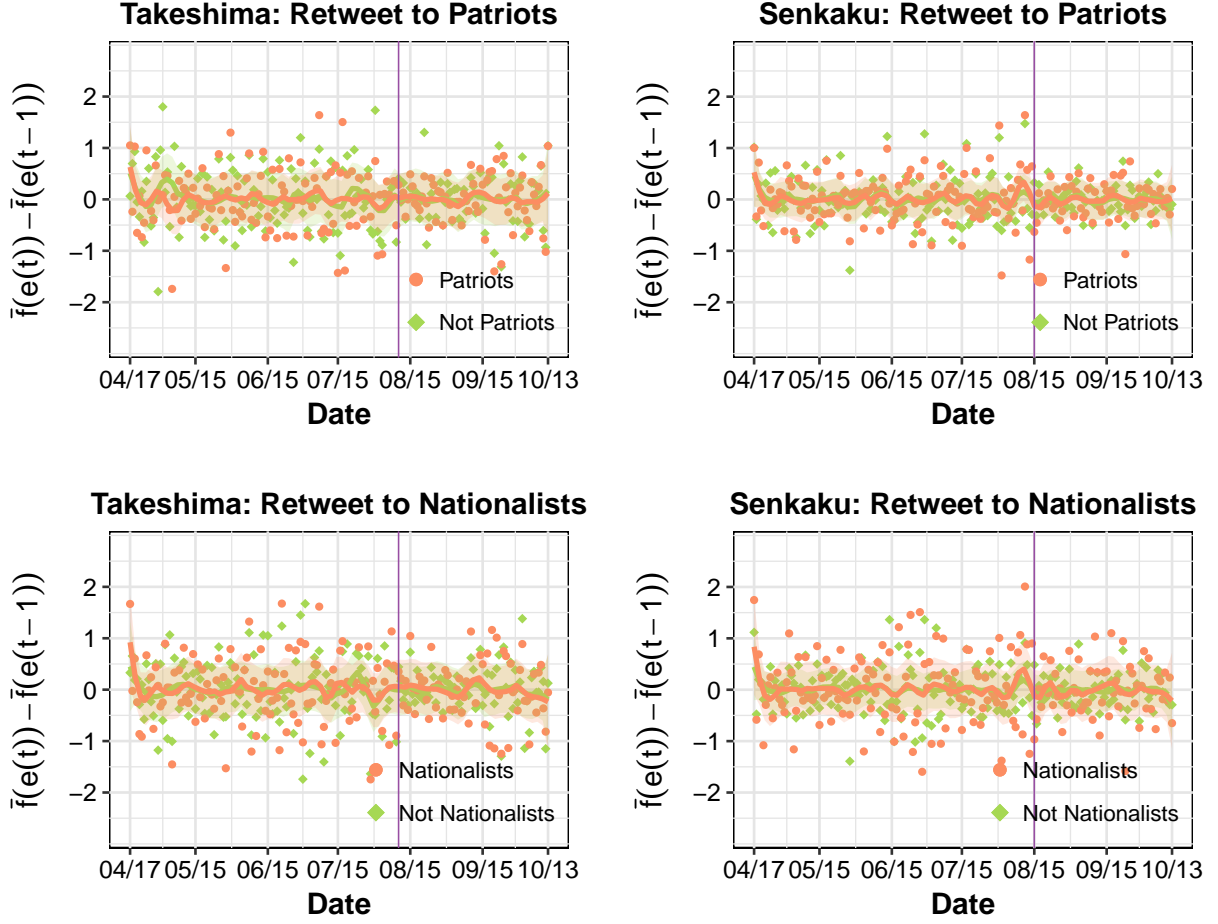 Takeshima: Retweet to Patriots
f̄(e(t)) − f̄(e(t − 1))
2
1
0
−1
−2
Patriots
Not Patriots
04/17 05/15 06/15 07/15 08/15 09/15 10/13
Date
Senkaku: Retweet to Patriots
f̄(e(t)) − f̄(e(t − 1))
2
1
0
−1
−2
Patriots
Not Patriots
04/17 05/15 06/15 07/15 08/15 09/15 10/13
Date
Takeshima: Retweet to Nationalists
f̄(e(t)) − f̄(e(t − 1))
2
1
0
−1
−2
Nationalists
Not Nationalists
04/17 05/15 06/15 07/15 08/15 09/15 10/13
Date
Senkaku: Retweet to Nationalists
f̄(e(t)) − f̄(e(t − 1))
2
1
0
−1
−2
Nationalists
Not Nationalists
04/17 05/15 06/15 07/15 08/15 09/15 10/13
Date